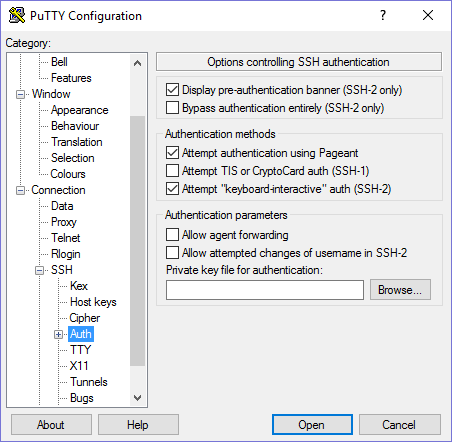 PuTTY Configuration
Category:
Bell
Features
Window
Appearance
Behaviour
Translation
Selection
Colours
Connection
Data
Proxy
Telnet
Rlogin
SSH
Kex
Host keys
Cipher
Auth
TTY
X11
Tunnels
Bugs
Options controlling SSH authentication
Display pre-authentication banner (SSH-2 only)
Bypass authentication entirely (SSH-2 only)
Authentication methods
Attempt authentication using Pageant
Attempt TIS or CryptoCard auth (SSH-1)
Attempt "keyboard-interactive" auth (SSH-2)
Authentication parameters
Allow agent forwarding
Allow attempted changes of username in SSH-2
Private key file for authentication:
Browse...
About
Help
Open
Cancel